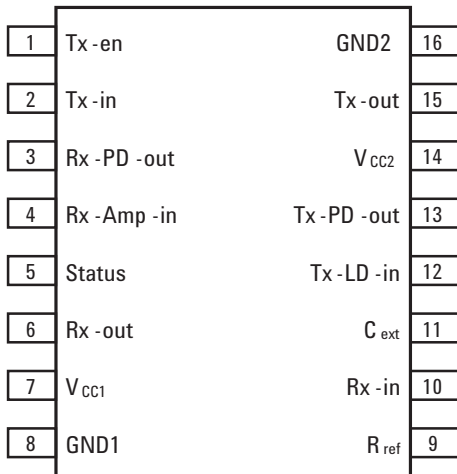 1 Tx-en GND2 16
2 Tx-in Tx-out 15
3 Rx-PD-out VCC2 14
4 Rx-Amp-in Tx-PD-out 13
5 Status Tx-LD-in 12
6 Rx-out Cext 11
7 VCC1 Rx-in 10
8 GND1 Rref 9